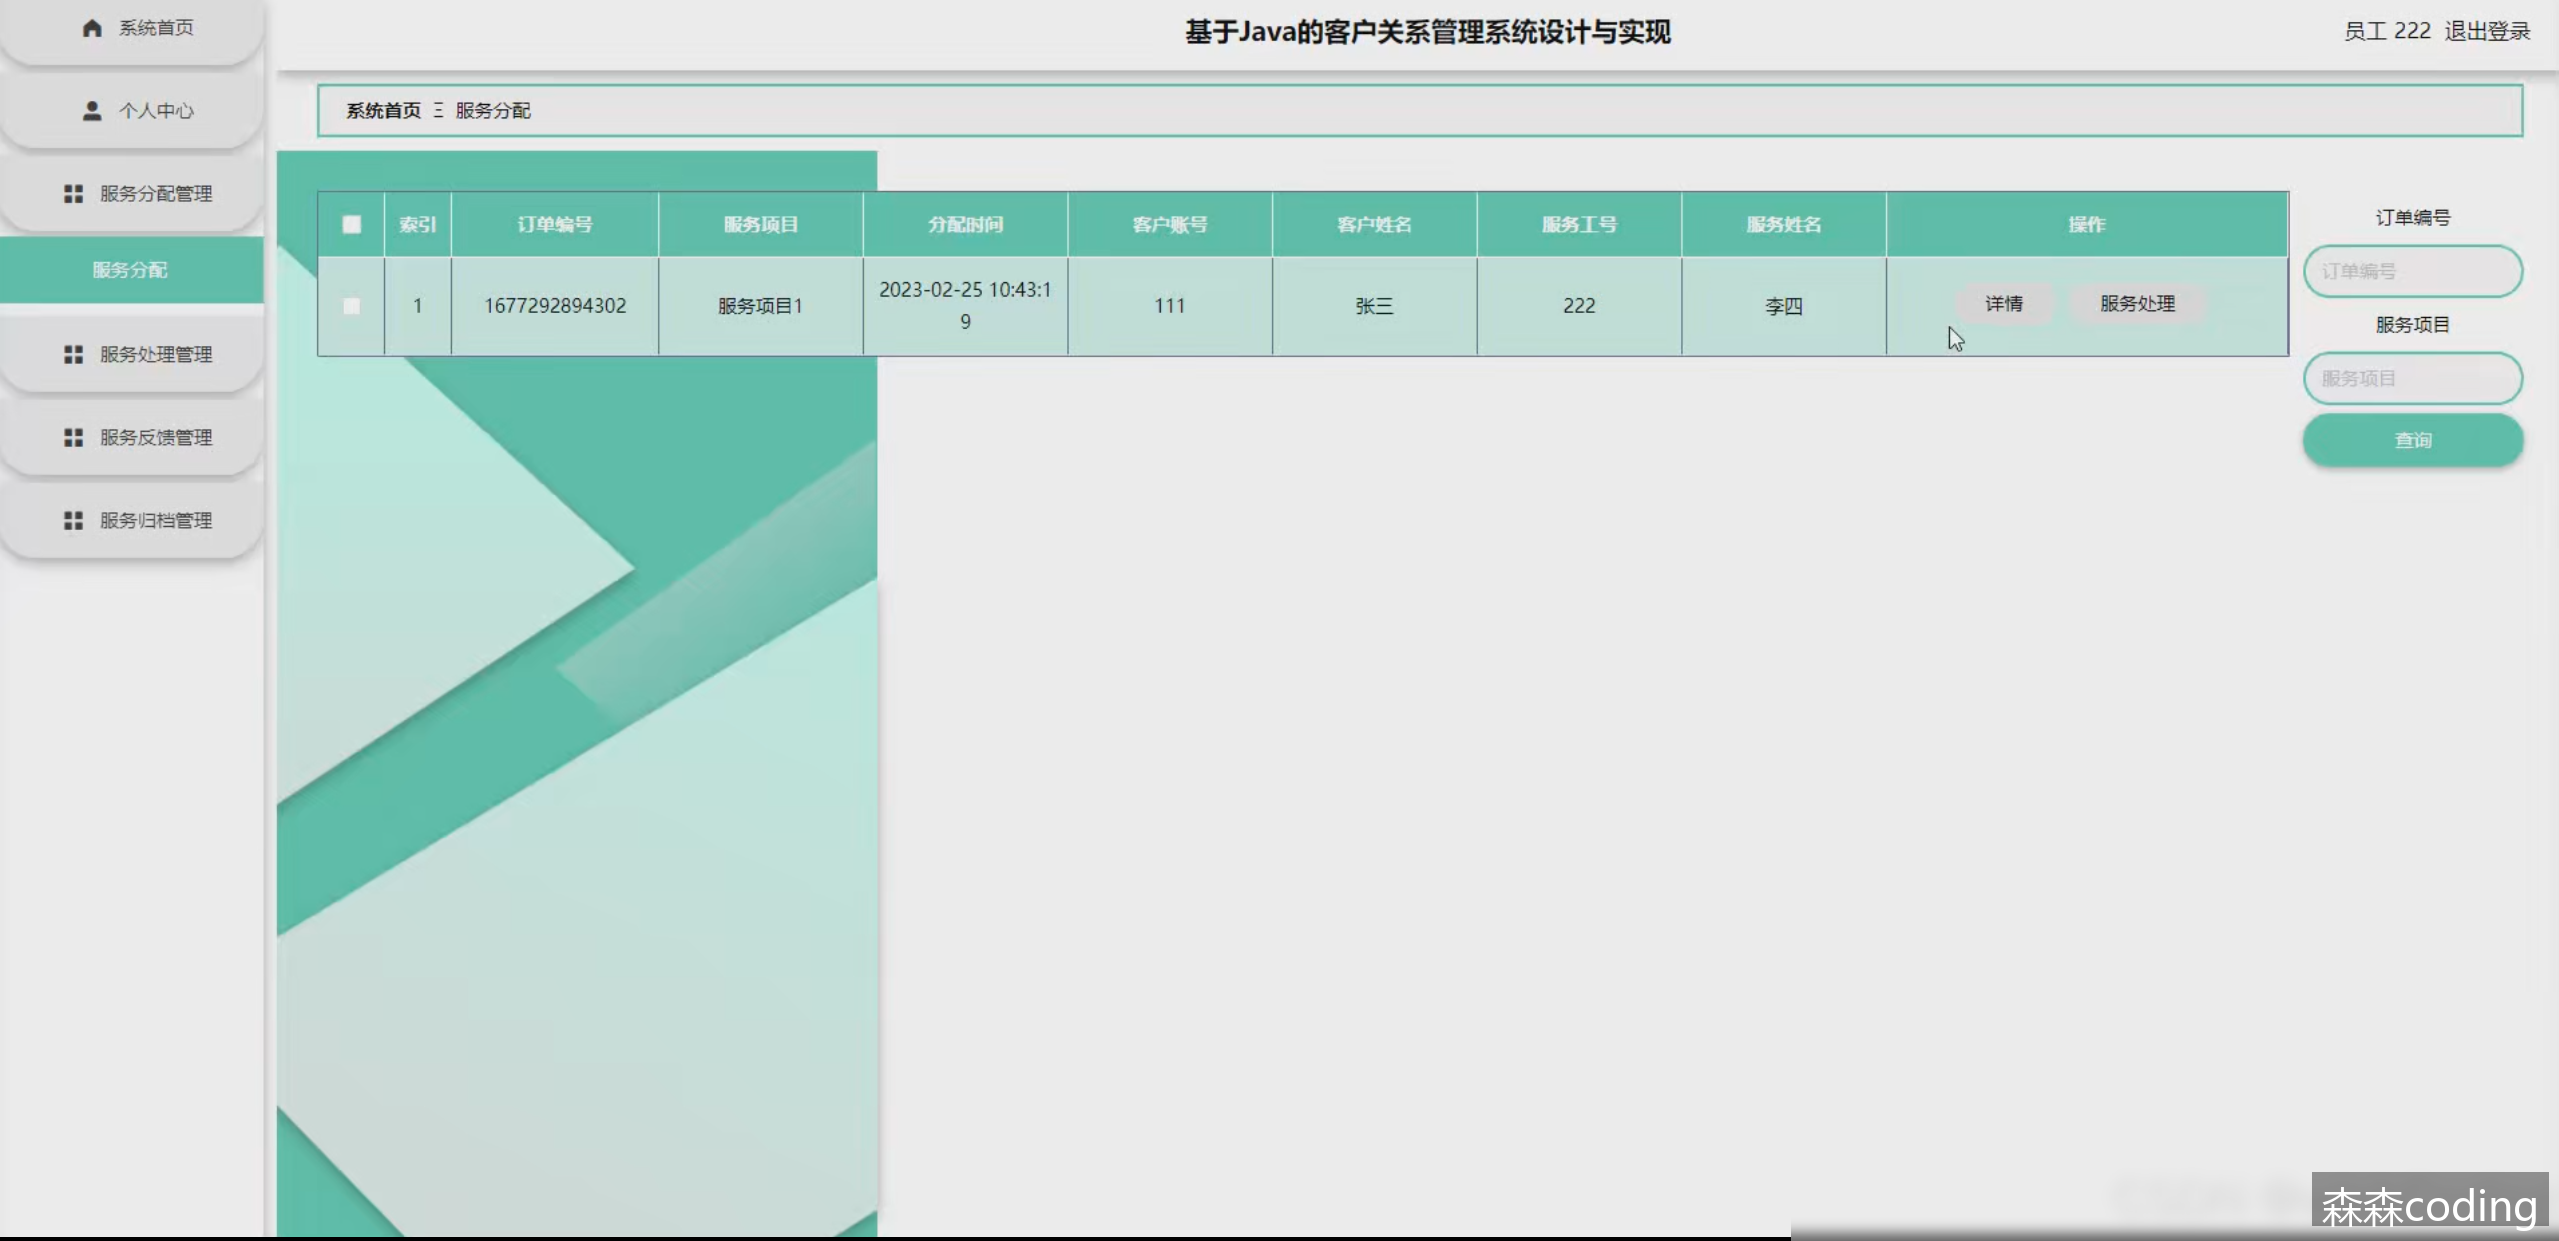 系统首页
基于Java的客户关系管理系统设计与实现
员工 222 退出登录
个人中心
系统首页 Ξ 服务分配
服务分配管理
服务分配
服务处理管理
服务反馈管理
服务归档管理
索引 订单编号 服务项目 分配时间 客户账号 客户姓名 服务工号 服务姓名 操作
1 1677292894302 服务项目1 2023-02-25 10:43:1
9 111 张三 222 李四 详情 服务处理
订单编号
订单编号
服务项目
服务项目
查询
森森coding